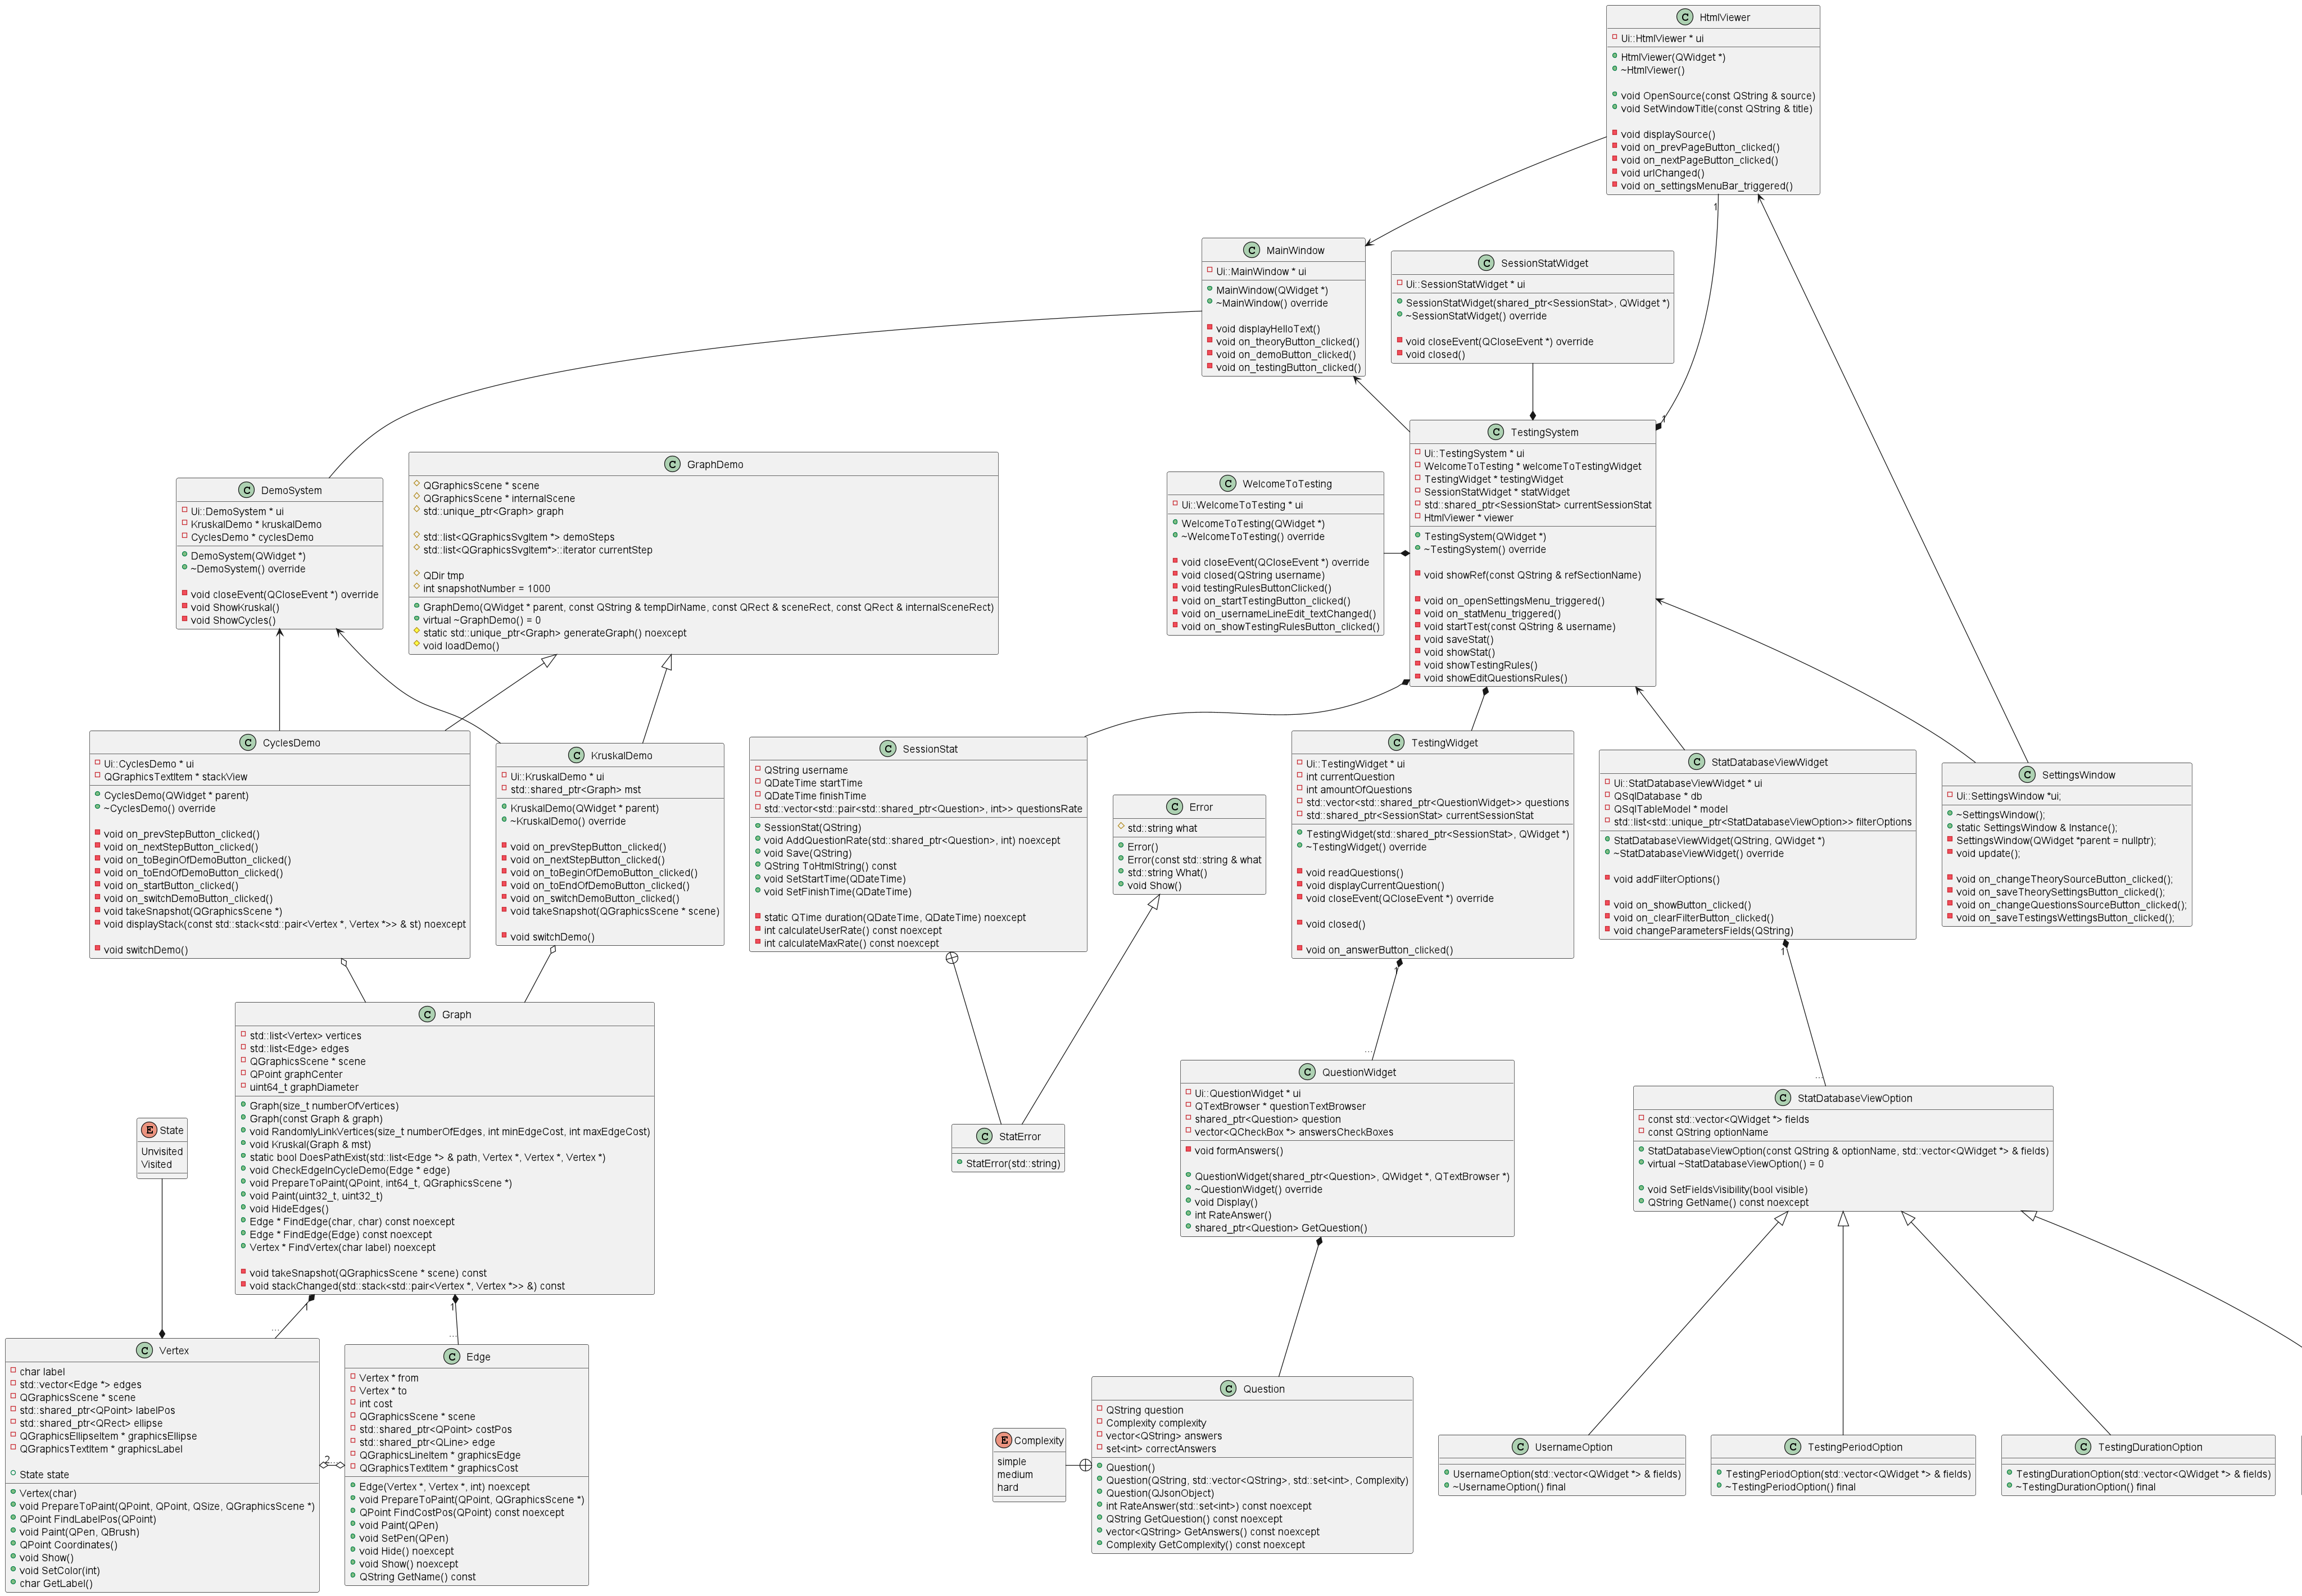 HtmlViewer
Ui::HtmlViewer * ui
HtmlViewer(QWidget *)
~HtmlViewer()
void OpenSource(const QString & source)
void SetWindowTitle(const QString & title)
void displaySource()
void on_prevPageButton_clicked()
void on_nextPageButton_clicked()
void urlChanged()
void on_settingsMenuBar_triggered()
1
1
MainWindow
Ui::MainWindow * ui
MainWindow(QWidget *)
~MainWindow() override
void displayHelloText()
void on_theoryButton_clicked()
void on_demoButton_clicked()
void on_testingButton_clicked()
SessionStatWidget
Ui::SessionStatWidget * ui
SessionStatWidget(shared_ptr<SessionStat>, QWidget *)
~SessionStatWidget() override
void closeEvent(QCloseEvent *) override
void closed()
DemoSystem
Ui::DemoSystem * ui
KruskalDemo * kruskalDemo
CyclesDemo * cyclesDemo
DemoSystem(QWidget *)
~DemoSystem() override
void closeEvent(QCloseEvent *) override
void ShowKruskal()
void ShowCycles()
GraphDemo
QGraphicsScene * scene
QGraphicsScene * internalScene
std::unique_ptr<Graph> graph
std::list<QGraphicsSvgItem *> demoSteps
std::list<QGraphicsSvgItem*>::iterator currentStep
QDir tmp
int snapshotNumber = 1000
GraphDemo(QWidget * parent, const QString & tempDirName, const QRect & sceneRect, const QRect & internalSceneRect)
virtual ~GraphDemo() = 0
static std::unique_ptr<Graph> generateGraph() noexcept
void loadDemo()
WelcomeToTesting
Ui::WelcomeToTesting * ui
WelcomeToTesting(QWidget *)
~WelcomeToTesting() override
void closeEvent(QCloseEvent *) override
void closed(QString username)
void testingRulesButtonClicked()
void on_startTestingButton_clicked()
void on_usernameLineEdit_textChanged()
void on_showTestingRulesButton_clicked()
TestingSystem
Ui::TestingSystem * ui
WelcomeToTesting * welcomeToTestingWidget
TestingWidget * testingWidget
SessionStatWidget * statWidget
std::shared_ptr<SessionStat> currentSessionStat
HtmlViewer * viewer
TestingSystem(QWidget *)
~TestingSystem() override
void showRef(const QString & refSectionName)
void on_openSettingsMenu_triggered()
void on_statMenu_triggered()
void startTest(const QString & username)
void saveStat()
void showStat()
void showTestingRules()
void showEditQuestionsRules()
CyclesDemo
Ui::CyclesDemo * ui
QGraphicsTextItem * stackView
CyclesDemo(QWidget * parent)
~CyclesDemo() override
void on_prevStepButton_clicked()
void on_nextStepButton_clicked()
void on_toBeginOfDemoButton_clicked()
void on_toEndOfDemoButton_clicked()
void on_startButton_clicked()
void on_switchDemoButton_clicked()
void takeSnapshot(QGraphicsScene *)
void displayStack(const std::stack<std::pair<Vertex *, Vertex *>> & st) noexcept
void switchDemo()
KruskalDemo
Ui::KruskalDemo * ui
std::shared_ptr<Graph> mst
KruskalDemo(QWidget * parent)
~KruskalDemo() override
void on_prevStepButton_clicked()
void on_nextStepButton_clicked()
void on_toBeginOfDemoButton_clicked()
void on_toEndOfDemoButton_clicked()
void on_switchDemoButton_clicked()
void takeSnapshot(QGraphicsScene * scene)
void switchDemo()
SessionStat
QString username
QDateTime startTime
QDateTime finishTime
std::vector<std::pair<std::shared_ptr<Question>, int>> questionsRate
SessionStat(QString)
void AddQuestionRate(std::shared_ptr<Question>, int) noexcept
void Save(QString)
QString ToHtmlString() const
void SetStartTime(QDateTime)
void SetFinishTime(QDateTime)
static QTime duration(QDateTime, QDateTime) noexcept
int calculateUserRate() const noexcept
int calculateMaxRate() const noexcept
Error
std::string what
Error()
Error(const std::string & what
std::string What()
void Show()
TestingWidget
Ui::TestingWidget * ui
int currentQuestion
int amountOfQuestions
std::vector<std::shared_ptr<QuestionWidget>> questions
std::shared_ptr<SessionStat> currentSessionStat
TestingWidget(std::shared_ptr<SessionStat>, QWidget *)
~TestingWidget() override
void readQuestions()
void displayCurrentQuestion()
void closeEvent(QCloseEvent *) override
void closed()
void on_answerButton_clicked()
1
...
StatDatabaseViewWidget
Ui::StatDatabaseViewWidget * ui
QSqlDatabase * db
QSqlTableModel * model
std::list<std::unique_ptr<StatDatabaseViewOption>> filterOptions
StatDatabaseViewWidget(QString, QWidget *)
~StatDatabaseViewWidget() override
void addFilterOptions()
void on_showButton_clicked()
void on_clearFilterButton_clicked()
void changeParametersFields(QString)
1
...
SettingsWindow
Ui::SettingsWindow *ui;
~SettingsWindow();
static SettingsWindow & Instance();
SettingsWindow(QWidget *parent = nullptr);
void update();
void on_changeTheorySourceButton_clicked();
void on_saveTheorySettingsButton_clicked();
void on_changeQuestionsSourceButton_clicked();
void on_saveTestingsWettingsButton_clicked();
Graph
std::list<Vertex> vertices
std::list<Edge> edges
QGraphicsScene * scene
QPoint graphCenter
uint64_t graphDiameter
Graph(size_t numberOfVertices)
Graph(const Graph & graph)
void RandomlyLinkVertices(size_t numberOfEdges, int minEdgeCost, int maxEdgeCost)
void Kruskal(Graph & mst)
static bool DoesPathExist(std::list<Edge *> & path, Vertex *, Vertex *, Vertex *)
void CheckEdgeInCycleDemo(Edge * edge)
void PrepareToPaint(QPoint, int64_t, QGraphicsScene *)
void Paint(uint32_t, uint32_t)
void HideEdges()
Edge * FindEdge(char, char) const noexcept
Edge * FindEdge(Edge) const noexcept
Vertex * FindVertex(char label) noexcept
void takeSnapshot(QGraphicsScene * scene) const
void stackChanged(std::stack<std::pair<Vertex *, Vertex *>> &) const
1
...
1
...
State
Unvisited
Visited
StatError
StatError(std::string)
QuestionWidget
Ui::QuestionWidget * ui
QTextBrowser * questionTextBrowser
shared_ptr<Question> question
vector<QCheckBox *> answersCheckBoxes
void formAnswers()
QuestionWidget(shared_ptr<Question>, QWidget *, QTextBrowser *)
~QuestionWidget() override
void Display()
int RateAnswer()
shared_ptr<Question> GetQuestion()
StatDatabaseViewOption
const std::vector<QWidget *> fields
const QString optionName
StatDatabaseViewOption(const QString & optionName, std::vector<QWidget *> & fields)
virtual ~StatDatabaseViewOption() = 0
void SetFieldsVisibility(bool visible)
QString GetName() const noexcept
Vertex
char label
std::vector<Edge *> edges
QGraphicsScene * scene
std::shared_ptr<QPoint> labelPos
std::shared_ptr<QRect> ellipse
QGraphicsEllipseItem * graphicsEllipse
QGraphicsTextItem * graphicsLabel
State state
Vertex(char)
void PrepareToPaint(QPoint, QPoint, QSize, QGraphicsScene *)
QPoint FindLabelPos(QPoint)
void Paint(QPen, QBrush)
QPoint Coordinates()
void Show()
void SetColor(int)
char GetLabel()
Edge
Vertex * from
Vertex * to
int cost
QGraphicsScene * scene
std::shared_ptr<QPoint> costPos
std::shared_ptr<QLine> edge
QGraphicsLineItem * graphicsEdge
QGraphicsTextItem * graphicsCost
Edge(Vertex *, Vertex *, int) noexcept
void PrepareToPaint(QPoint, QGraphicsScene *)
QPoint FindCostPos(QPoint) const noexcept
void Paint(QPen)
void SetPen(QPen)
void Hide() noexcept
void Show() noexcept
QString GetName() const
Complexity
simple
medium
hard
Question
QString question
Complexity complexity
vector<QString> answers
set<int> correctAnswers
Question()
Question(QString, std::vector<QString>, std::set<int>, Complexity)
Question(QJsonObject)
int RateAnswer(std::set<int>) const noexcept
QString GetQuestion() const noexcept
vector<QString> GetAnswers() const noexcept
Complexity GetComplexity() const noexcept
UsernameOption
UsernameOption(std::vector<QWidget *> & fields)
~UsernameOption() final
TestingPeriodOption
TestingPeriodOption(std::vector<QWidget *> & fields)
~TestingPeriodOption() final
TestingDurationOption
TestingDurationOption(std::vector<QWidget *> & fields)
~TestingDurationOption() final